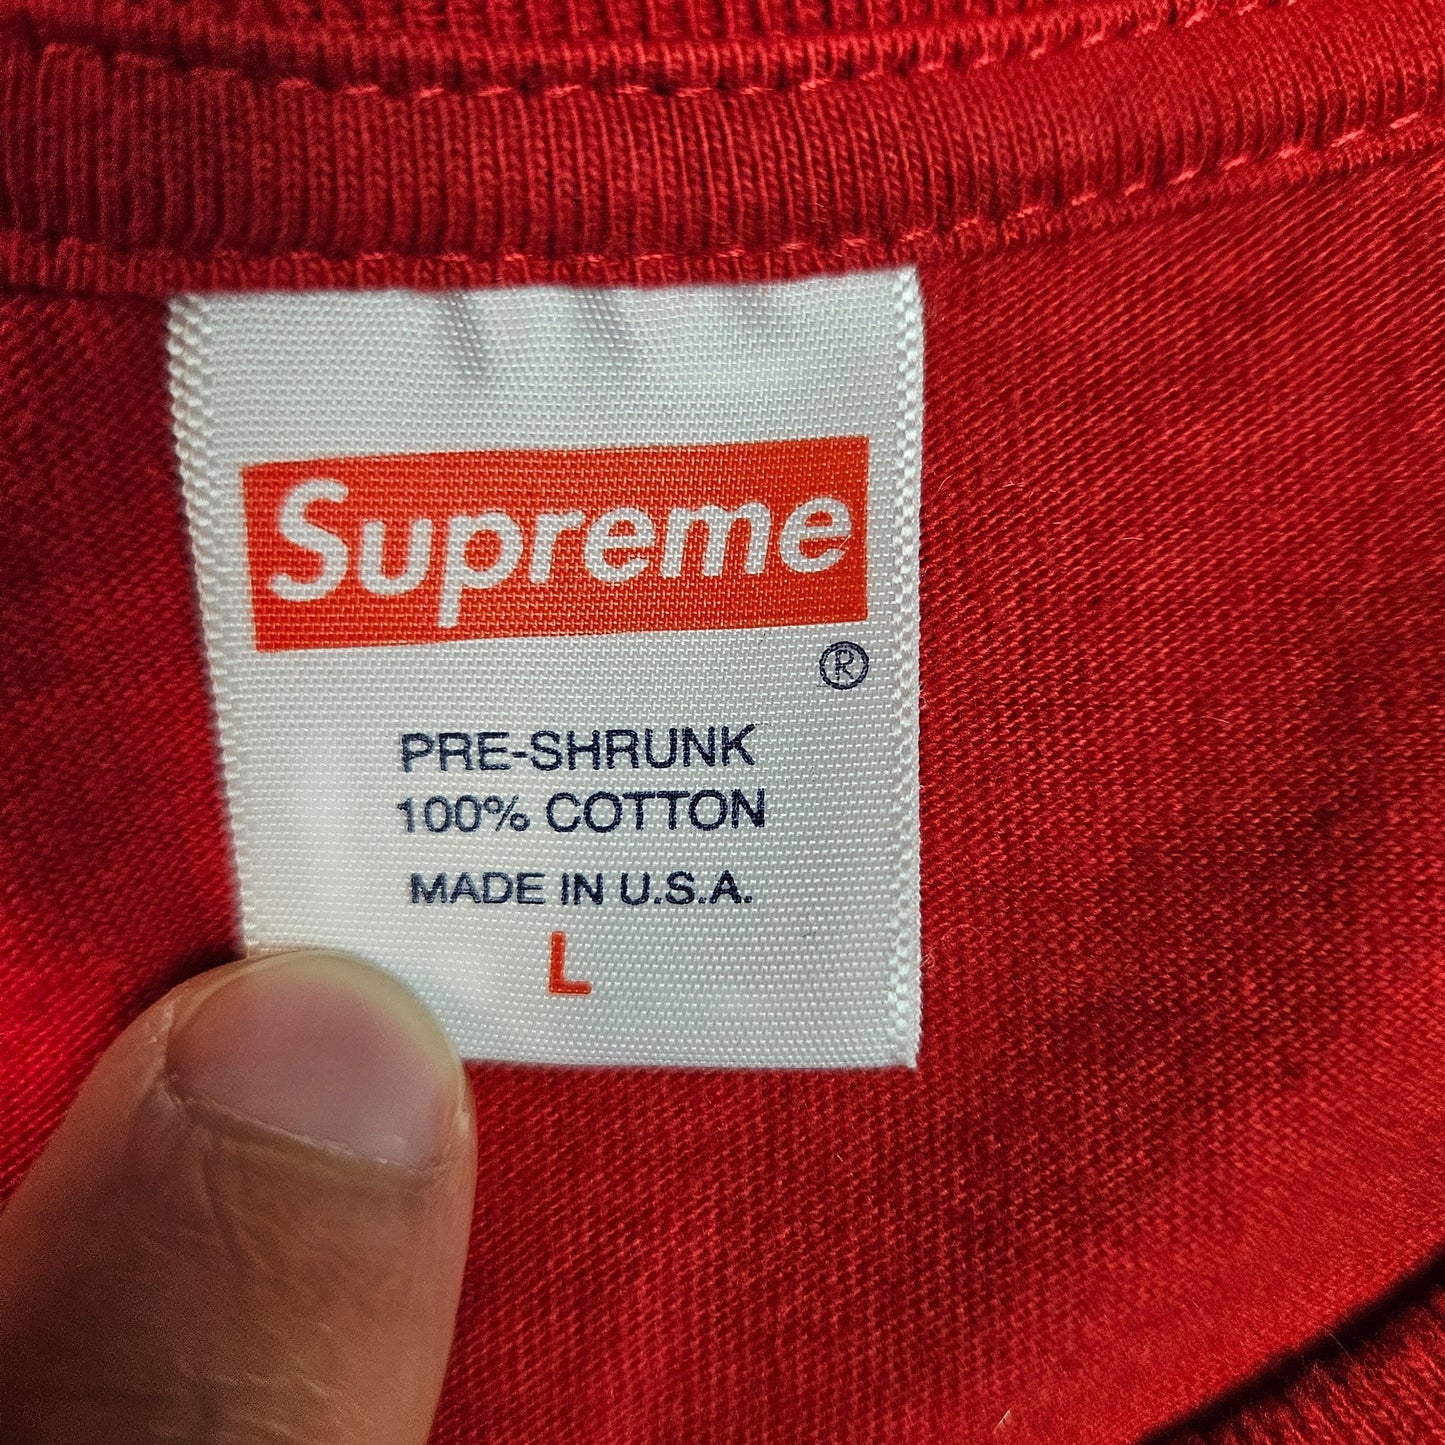 Supreme
®
PRE-SHRUNK
100% COTTON
MADE IN U.S.A.
L